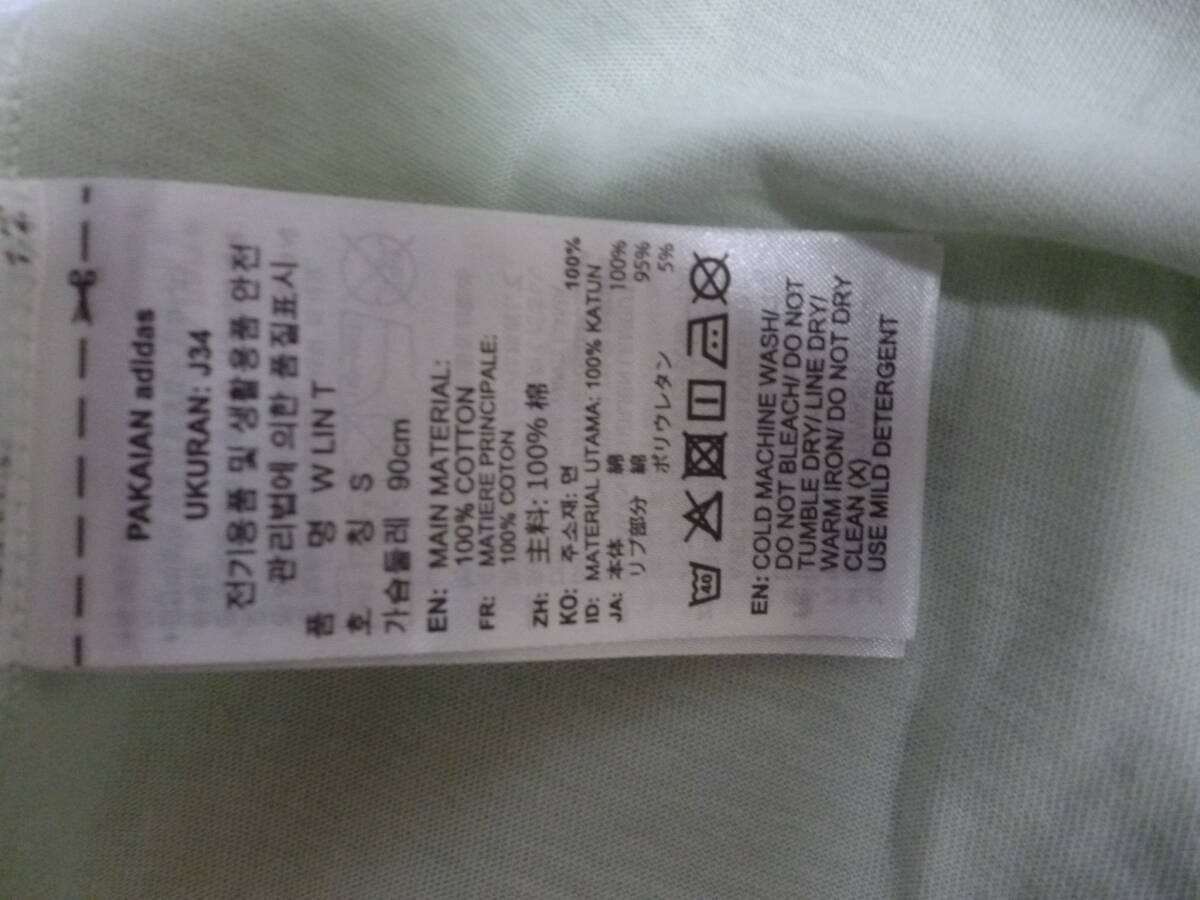 PAKAIAN adidas
UKURAN: J34
전기용품 및 생활용품 안전
관리법에 의한 품질표시
품 명 W LIN T
호 칭 S
가슴둘레 90cm
EN: MAIN MATERIAL:
100% COTTON
FR: MATIERE PRINCIPALE:
100% COTON
ZH: 主料: 100% 棉
KO: 주소재: 면 100%
ID: MATERIAL UTAMA: 100% KATUN
JA: 本体 綿 100%
リブ部分 綿 95%
ポリウレタン 5%
40
EN: COLD MACHINE WASH/
DO NOT BLEACH/ DO NOT
TUMBLE DRY/ LINE DRY/
WARM IRON/ DO NOT DRY
CLEAN (X)
USE MILD DETERGENT